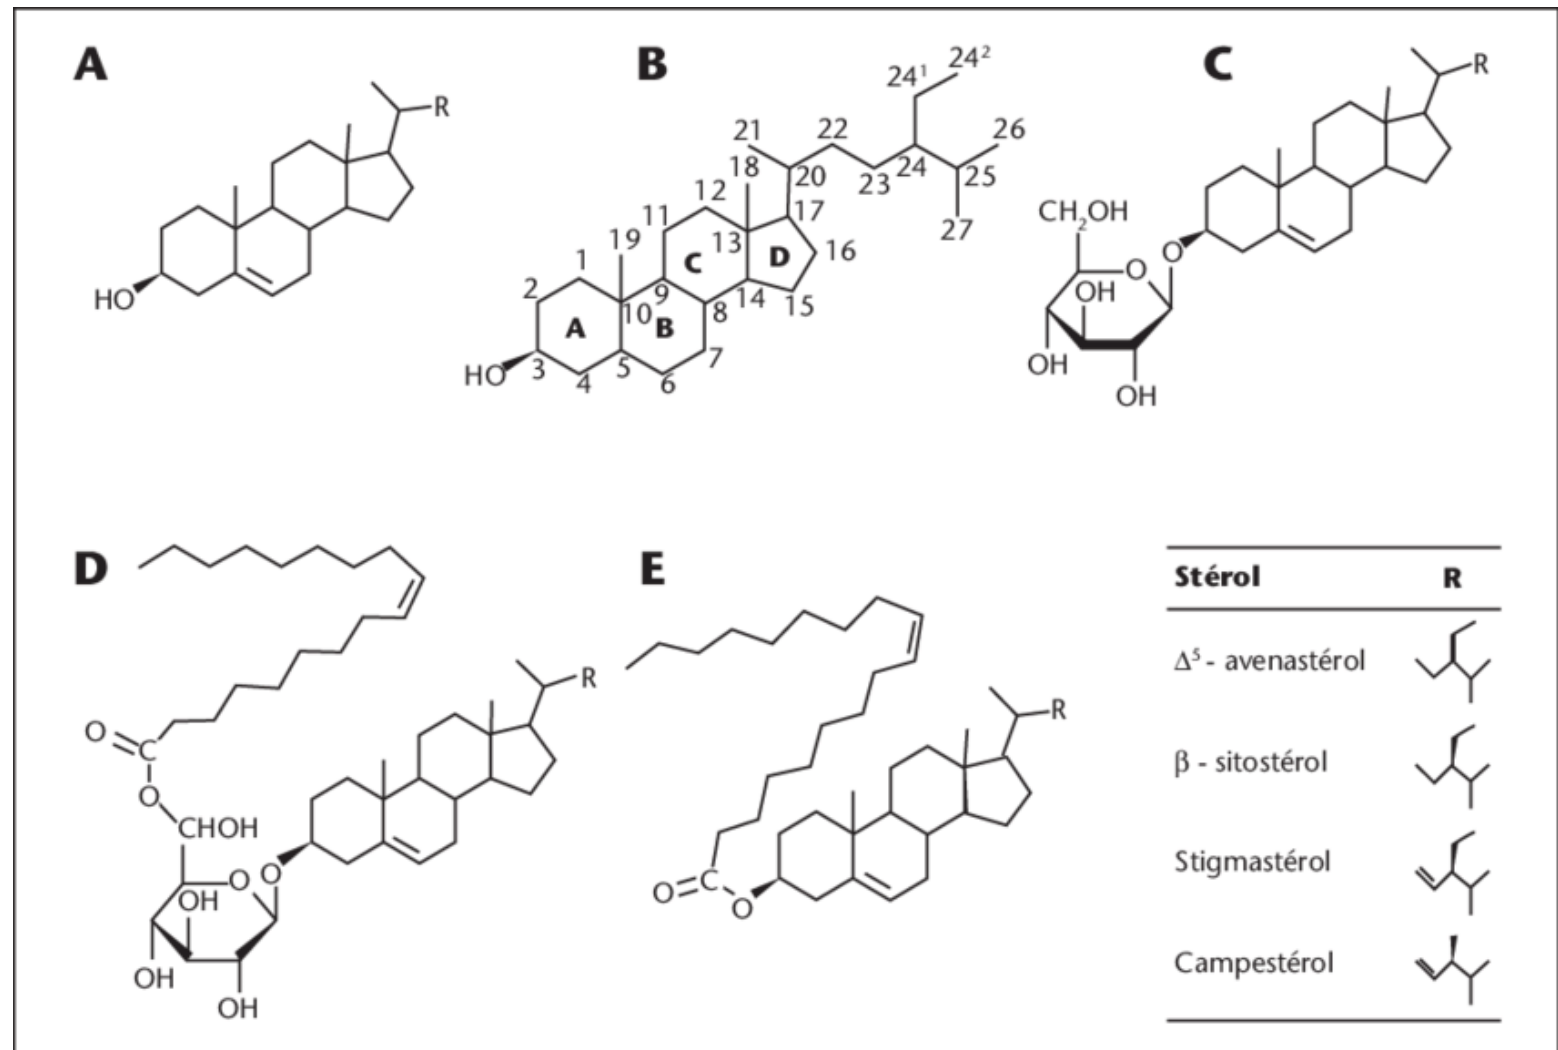 A
R
HO
B
24² 
24¹
21
22
26
18
20
23
24
25
12
17
27
11
19
13
D
16
C
1
2
9
14
15
10
8
A
B
HO
3
4
5
6
7
C
R
CH₂OH
O
O
OH
OH
OH
D
R
O
C
O
CHOH
O
O
OH
OH
OH
E
R
O
C
O
Stérol R
Δ⁵ - avenastérol
β - sitostérol
Stigmastérol
Campestérol